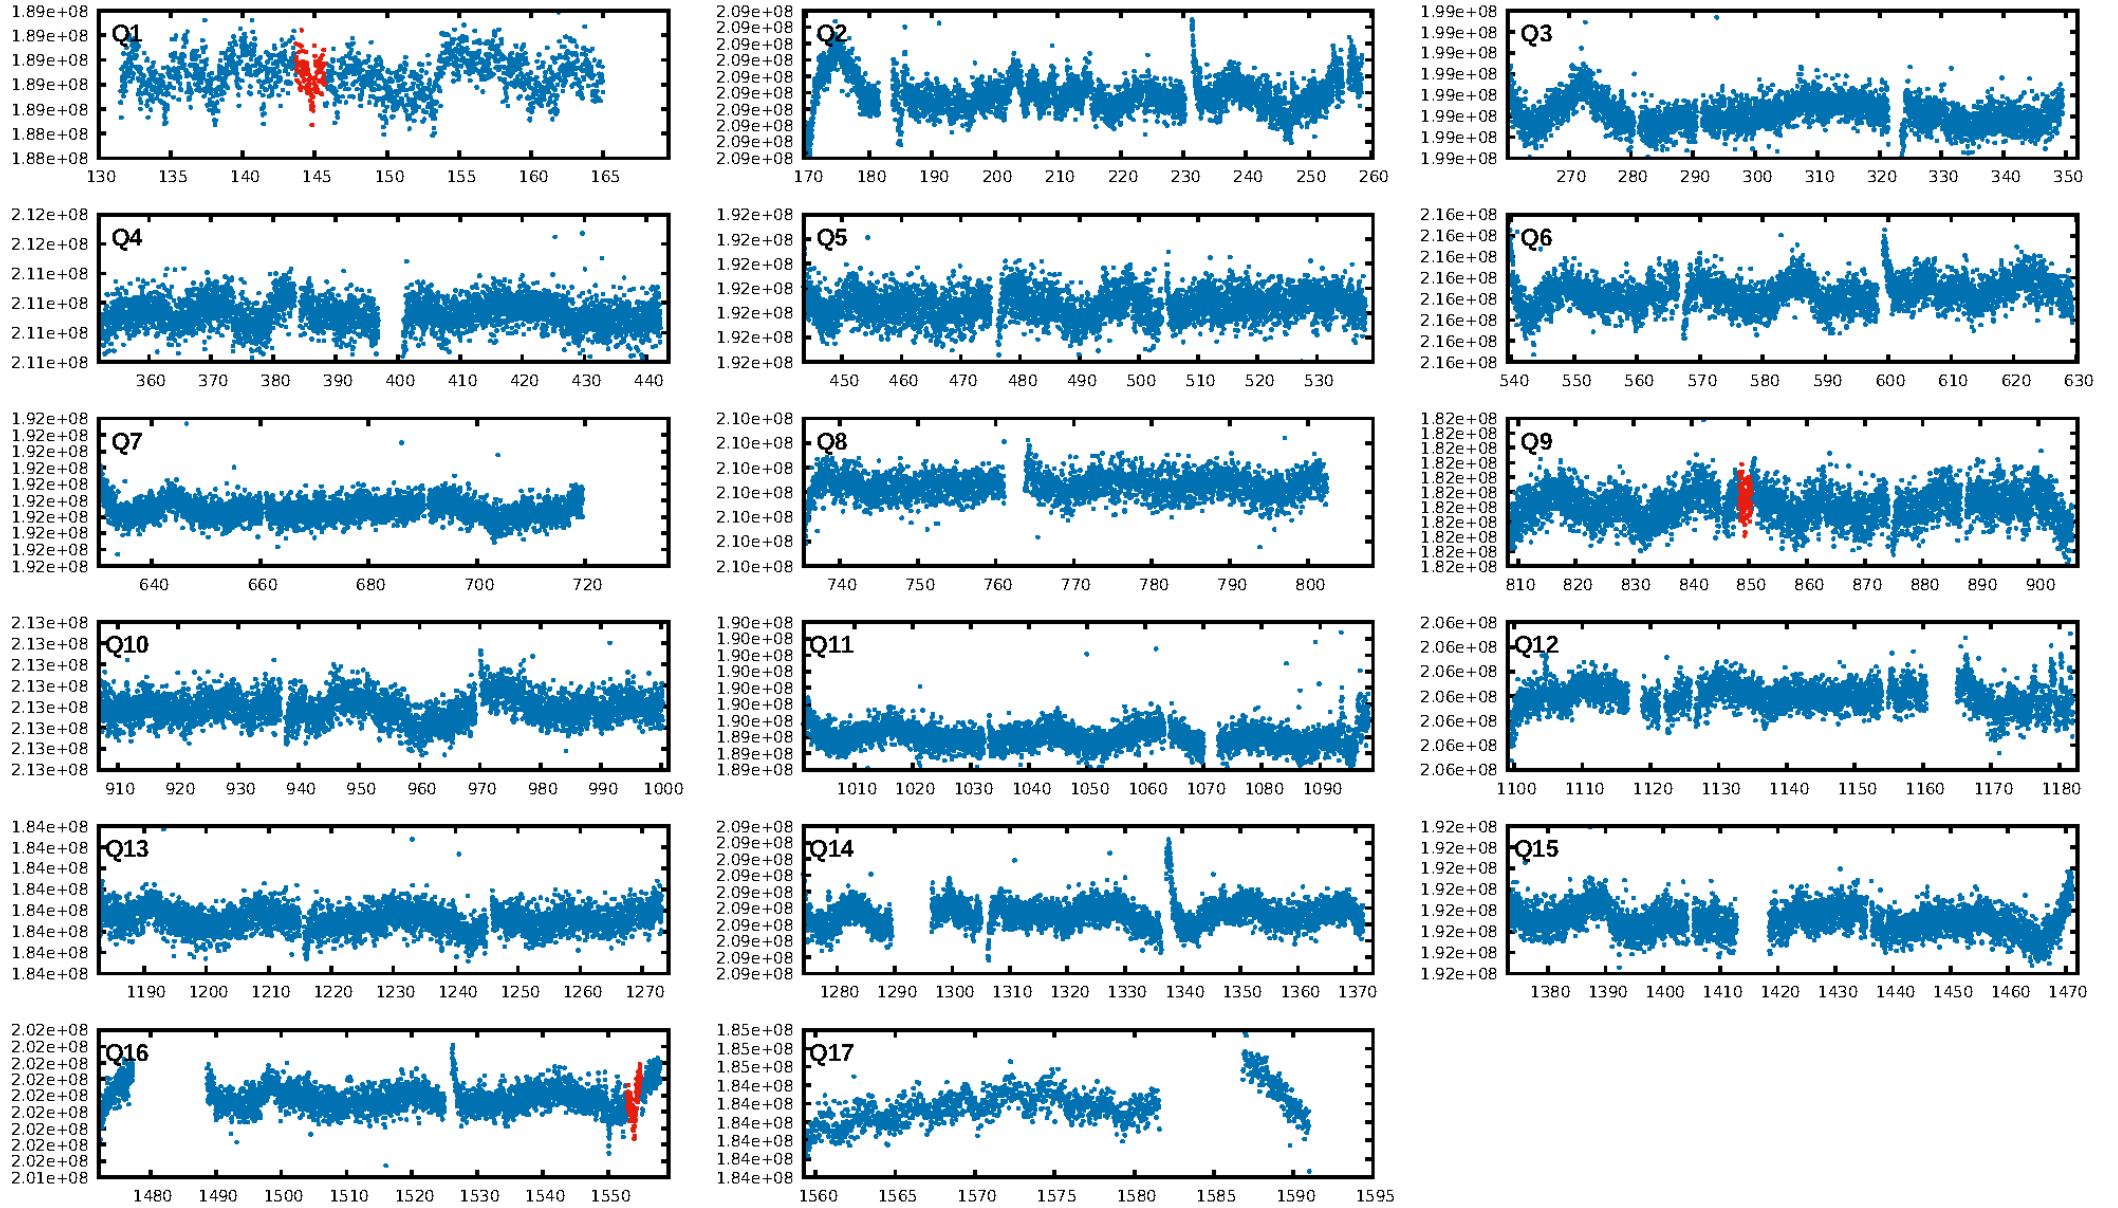 1.89e+08 1.89e+08 1.89e+08 1.89e+08 1.89e+08 1.88e+08 1.88e+08
Q1
130 135 140 145 150 155 160 165
2.09e+08 2.09e+08 2.09e+08 2.09e+08 2.09e+08 2.09e+08 2.09e+08 2.09e+08 2.09e+08 2.09e+08
Q2
170 180 190 200 210 220 230 240 250 260
1.99e+08 1.99e+08 1.99e+08 1.99e+08 1.99e+08 1.99e+08 1.99e+08 1.99e+08
Q3
270 280 290 300 310 320 330 340 350
2.12e+08 2.12e+08 2.11e+08 2.11e+08 2.11e+08 2.11e+08
Q4
360 370 380 390 400 410 420 430 440
1.92e+08 1.92e+08 1.92e+08 1.92e+08 1.92e+08 1.92e+08 1.92e+08
Q5
450 460 470 480 490 500 510 520 530
2.16e+08 2.16e+08 2.16e+08 2.16e+08 2.16e+08 2.16e+08 2.16e+08 2.16e+08
Q6
540 550 560 570 580 590 600 610 620 630
1.92e+08 1.92e+08 1.92e+08 1.92e+08 1.92e+08 1.92e+08 1.92e+08 1.92e+08 1.92e+08 1.92e+08
Q7
640 660 680 700 720
2.10e+08 2.10e+08 2.10e+08 2.10e+08 2.10e+08 2.10e+08 2.10e+08
Q8
740 750 760 770 780 790 800
1.82e+08 1.82e+08 1.82e+08 1.82e+08 1.82e+08 1.82e+08 1.82e+08 1.82e+08 1.82e+08 1.82e+08 1.82e+08
Q9
810 820 830 840 850 860 870 880 890 900
2.13e+08 2.13e+08 2.13e+08 2.13e+08 2.13e+08 2.13e+08 2.13e+08 2.13e+08
Q10
910 920 930 940 950 960 970 980 990 1000
1.90e+08 1.90e+08 1.90e+08 1.90e+08 1.90e+08 1.90e+08 1.90e+08 1.89e+08 1.89e+08 1.89e+08
Q11
1010 1020 1030 1040 1050 1060 1070 1080 1090
2.06e+08 2.06e+08 2.06e+08 2.06e+08 2.06e+08 2.06e+08 2.06e+08
Q12
1100 1110 1120 1130 1140 1150 1160 1170 1180
1.84e+08 1.84e+08 1.84e+08 1.84e+08 1.84e+08 1.84e+08 1.84e+08 1.84e+08
Q13
1190 1200 1210 1220 1230 1240 1250 1260 1270
2.09e+08 2.09e+08 2.09e+08 2.09e+08 2.09e+08 2.09e+08 2.09e+08 2.09e+08 2.09e+08 2.09e+08
Q14
1280 1290 1300 1310 1320 1330 1340 1350 1360 1370
1.92e+08 1.92e+08 1.92e+08 1.92e+08 1.92e+08 1.92e+08 1.92e+08 1.92e+08
Q15
1380 1390 1400 1410 1420 1430 1440 1450 1460 1470
2.02e+08 2.02e+08 2.02e+08 2.02e+08 2.02e+08 2.02e+08 2.02e+08 2.02e+08 2.02e+08 2.01e+08
Q16
1480 1490 1500 1510 1520 1530 1540 1550
1.85e+08 1.85e+08 1.85e+08 1.84e+08 1.84e+08 1.84e+08 1.84e+08 1.84e+08 1.84e+08
Q17
1560 1565 1570 1575 1580 1585 1590 1595